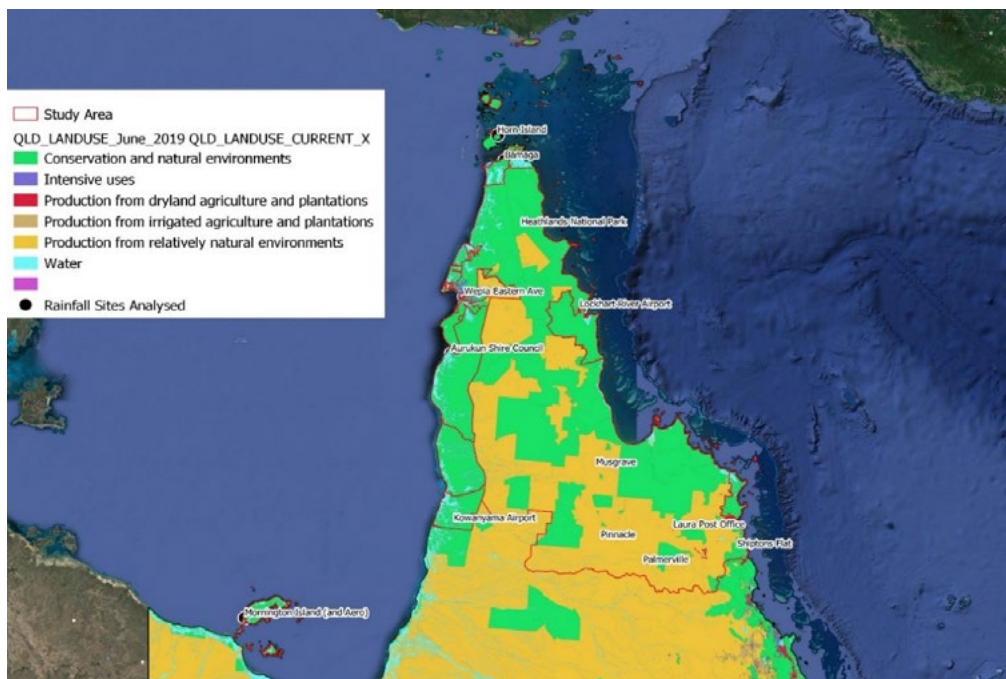 Study Area
QLD_LANDUSE_June_2019 QLD_LANDUSE_CURRENT_X
Conservation and natural environments
Intensive uses
Production from dryland agriculture and plantations
Production from irrigated agriculture and plantations
Production from relatively natural environments
Water
Rainfall Sites Analysed
Horn Island
Bamaga
Heathlands National Park
Wepia Eastern Ave
Lockhart River Airport
Aurukun Shire Council
Musgrave
Kowanyama Airport
Laura Post Office
Pinnacle
Shiptons Flat
Palmerville
Mornington Island (and Aero)